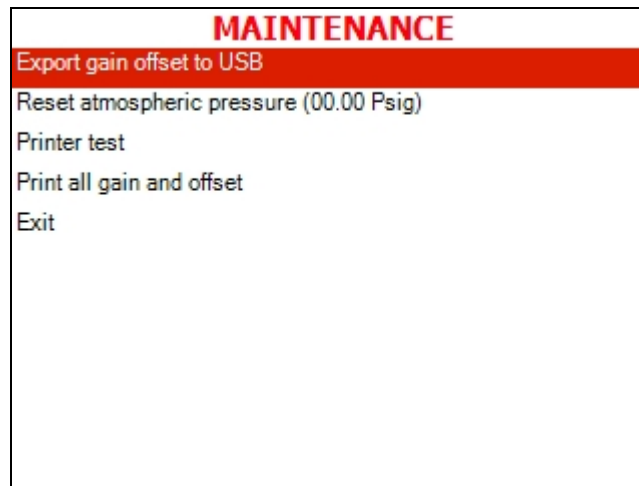 MAINTENANCE
Export gain offset to USB
Reset atmospheric pressure (00.00 Psig)
Printer test
Print all gain and offset
Exit